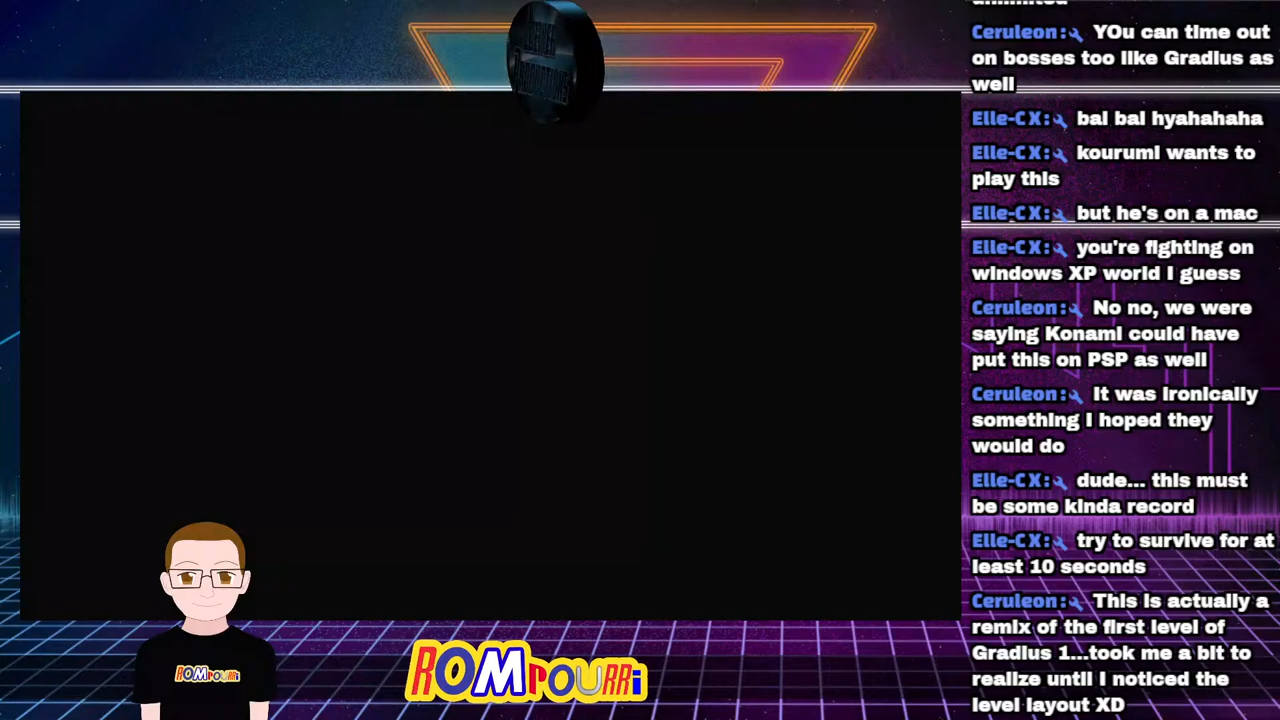 Ceruleon: YOu can time out
on bosses too like Gradius as
well
Elle-CX: bai bai hyahahaha
Elle-CX: kourumi wants to
play this
Elle-CX: but he's on a mac
Elle-CX: you're fighting on
windows XP world I guess
Ceruleon: No no, we were
saying Konami could have
put this on PSP as well
Ceruleon: It was ironically
something I hoped they
would do
Elle-CX: dude... this must
be some kinda record
Elle-CX: try to survive for at
least 10 seconds
Ceruleon: This is actually a
remix of the first level of
Gradius 1...took me a bit to
realize until I noticed the
level layout XD
ROMPOURRi
ROMPOURRi